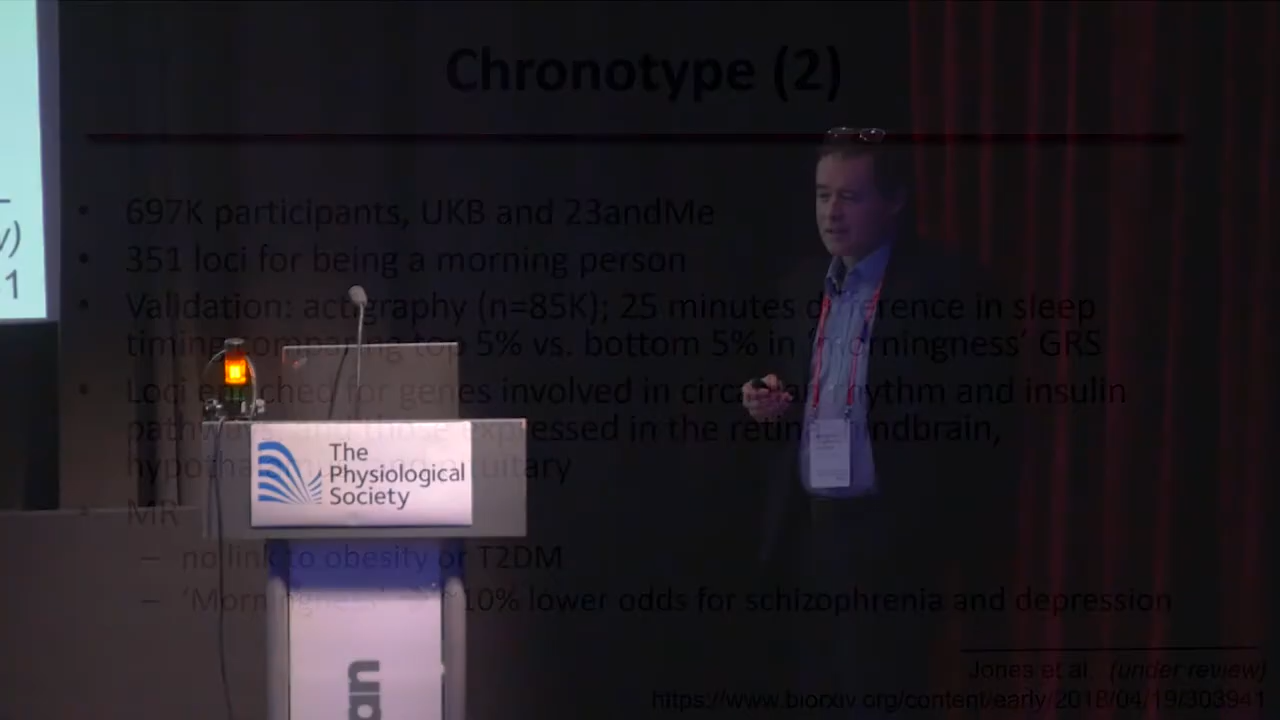 Chronotype (2)
• 697K participants, UKB and 23andMe
• 351 loci for being a morning person
• Validation: actigraphy (n=85K); 25 minutes difference in sleep
timing comparing top 5% vs. bottom 5% in 'morningness' GRS
• Loci enriched for genes involved in circadian rhythm and insulin
pathways and those expressed in the retina, hindbrain,
hypothalamus and pituitary
• MR
– no link to obesity or T2DM
– 'Morningness' 10% lower odds for schizophrenia and depression
Jones et al. (under review)
https://www.biorxiv.org/content/early/2018/04/19/303941
The
Physiological
Society
an
v)
-1